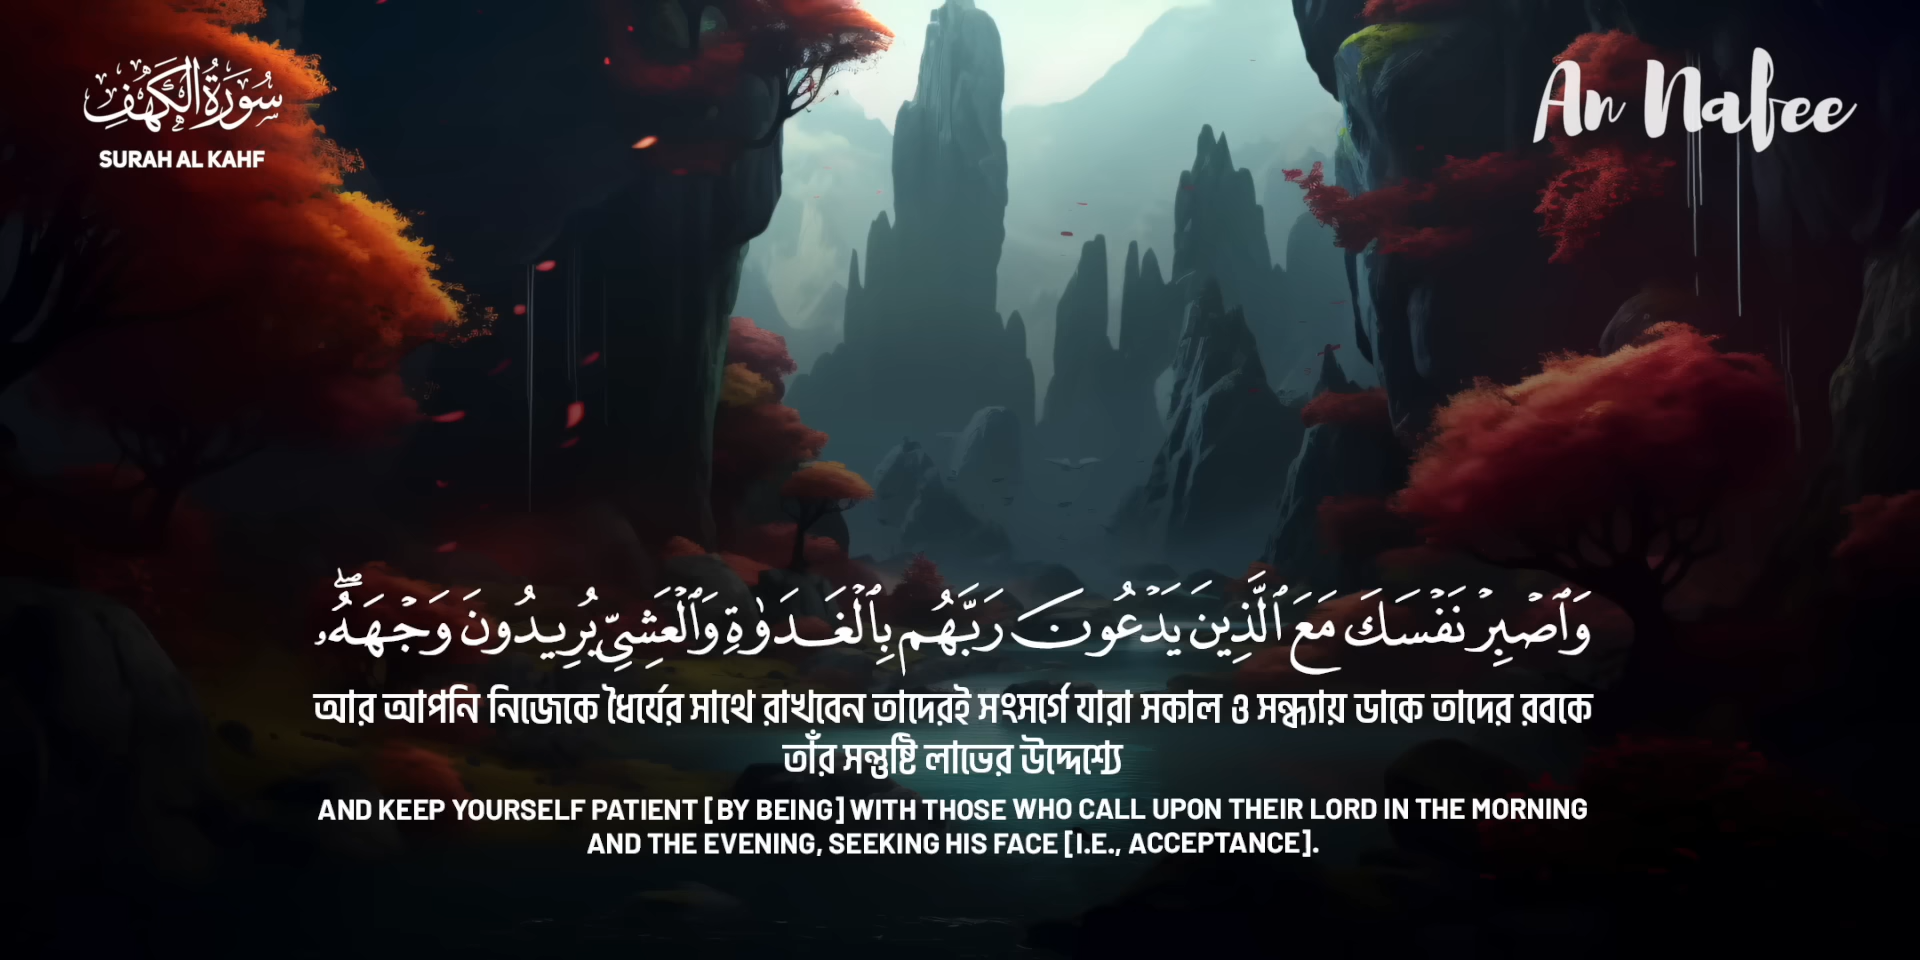 سُورَةُ الْكَهْفِ
SURAH AL KAHF
An Nafee
وَٱصۡبِرۡ نَفۡسَكَ مَعَ ٱلَّذِينَ يَدۡعُونَ رَبَّهُم بِٱلۡغَدَوٰةِ وَٱلۡعَشِيِّ يُرِيدُونَ وَجۡهَهُۥۖ
আর আপনি নিজেকে ধৈর্যের সাথে রাখবেন তাদেরই সংসর্গে যারা সকাল ও সন্ধ্যায় ডাকে তাদের রবকে
তাঁর সন্তুষ্টি লাভের উদ্দেশ্যে
AND KEEP YOURSELF PATIENT [BY BEING] WITH THOSE WHO CALL UPON THEIR LORD IN THE MORNING
AND THE EVENING, SEEKING HIS FACE [I.E., ACCEPTANCE].